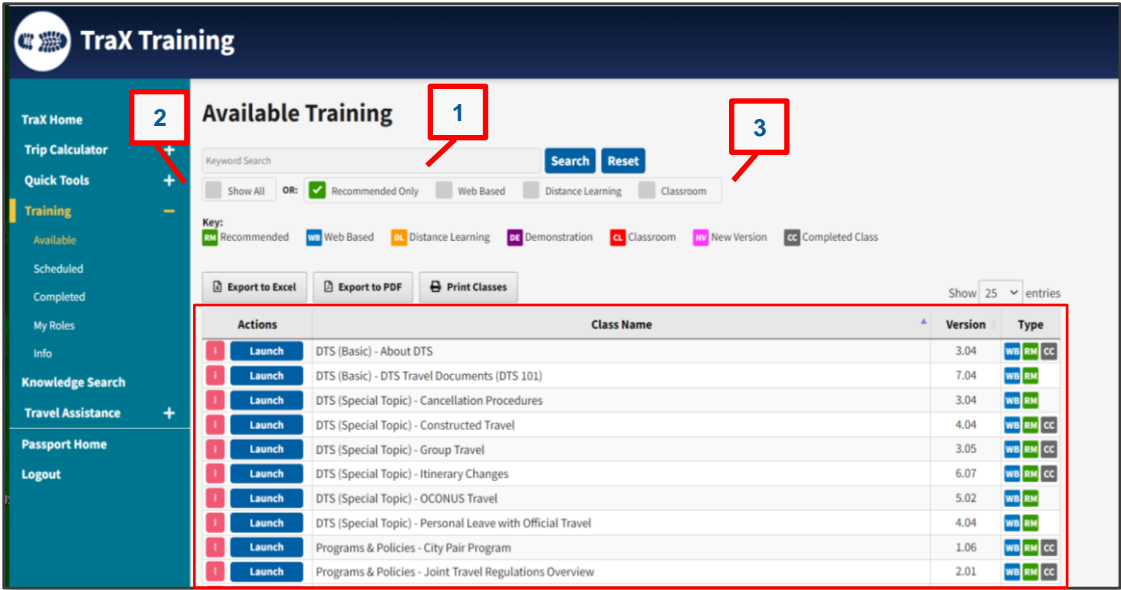 TraX Training
TraX Home
Trip Calculator +
Quick Tools +
Training −
Available
Scheduled
Completed
My Roles
Info
Knowledge Search
Travel Assistance +
Passport Home
Logout
2
1
3
Available Training
Keyword Search Search Reset
Show All OR: Recommended Only Web Based Distance Learning Classroom
Key:
RM Recommended WB Web Based DL Distance Learning DE Demonstration CL Classroom NV New Version CC Completed Class
Export to Excel Export to PDF Print Classes
Show 25 entries
Actions Class Name Version Type
i Launch DTS (Basic) - About DTS 3.04 WB RM CC
i Launch DTS (Basic) - DTS Travel Documents (DTS 101) 7.04 WB RM
i Launch DTS (Special Topic) - Cancellation Procedures 3.04 WB RM
i Launch DTS (Special Topic) - Constructed Travel 4.04 WB RM CC
i Launch DTS (Special Topic) - Group Travel 3.05 WB RM CC
i Launch DTS (Special Topic) - Itinerary Changes 6.07 WB RM CC
i Launch DTS (Special Topic) - OCONUS Travel 5.02 WB RM
i Launch DTS (Special Topic) - Personal Leave with Official Travel 4.04 WB RM
i Launch Programs & Policies - City Pair Program 1.06 WB RM CC
i Launch Programs & Policies - Joint Travel Regulations Overview 2.01 WB RM CC